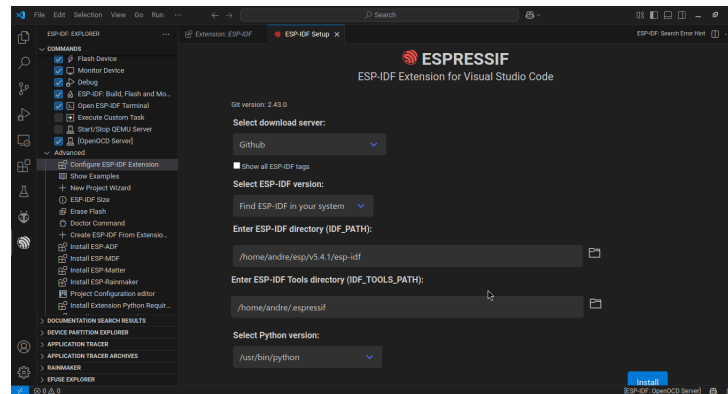 File Edit Selection View Go Run ···
Search
ESP-IDF: EXPLORER ···
Extension: ESP-IDF
ESP-IDF Setup
ESP-IDF: Search Error Hint
COMMANDS
Flash Device
Monitor Device
Debug
ESP-IDF: Build, Flash and Mo...
Open ESP-IDF Terminal
Execute Custom Task
Start/Stop QEMU Server
[OpenOCD Server]
Advanced
Configure ESP-IDF Extension
Show Examples
New Project Wizard
ESP-IDF Size
Erase Flash
Doctor Command
Create ESP-IDF From Extensio...
Install ESP-ADF
Install ESP-MDF
Install ESP-Matter
Install ESP-Rainmaker
Project Configuration editor
Install Extension Python Requir...
DOCUMENTATION SEARCH RESULTS
DEVICE PARTITION EXPLORER
APPLICATION TRACER
APPLICATION TRACER ARCHIVES
RAINMAKER
EFUSE EXPLORER
ESPRESSIF
ESP-IDF Extension for Visual Studio Code
Git version: 2.43.0
Select download server:
Github
Show all ESP-IDF tags
Select ESP-IDF version:
Find ESP-IDF in your system
Enter ESP-IDF directory (IDF_PATH):
/home/andre/esp/v5.4.1/esp-idf
Enter ESP-IDF Tools directory (IDF_TOOLS_PATH):
/home/andre/.espressif
Select Python version:
/usr/bin/python
Install
0 0
[ESP-IDF: OpenOCD Server]